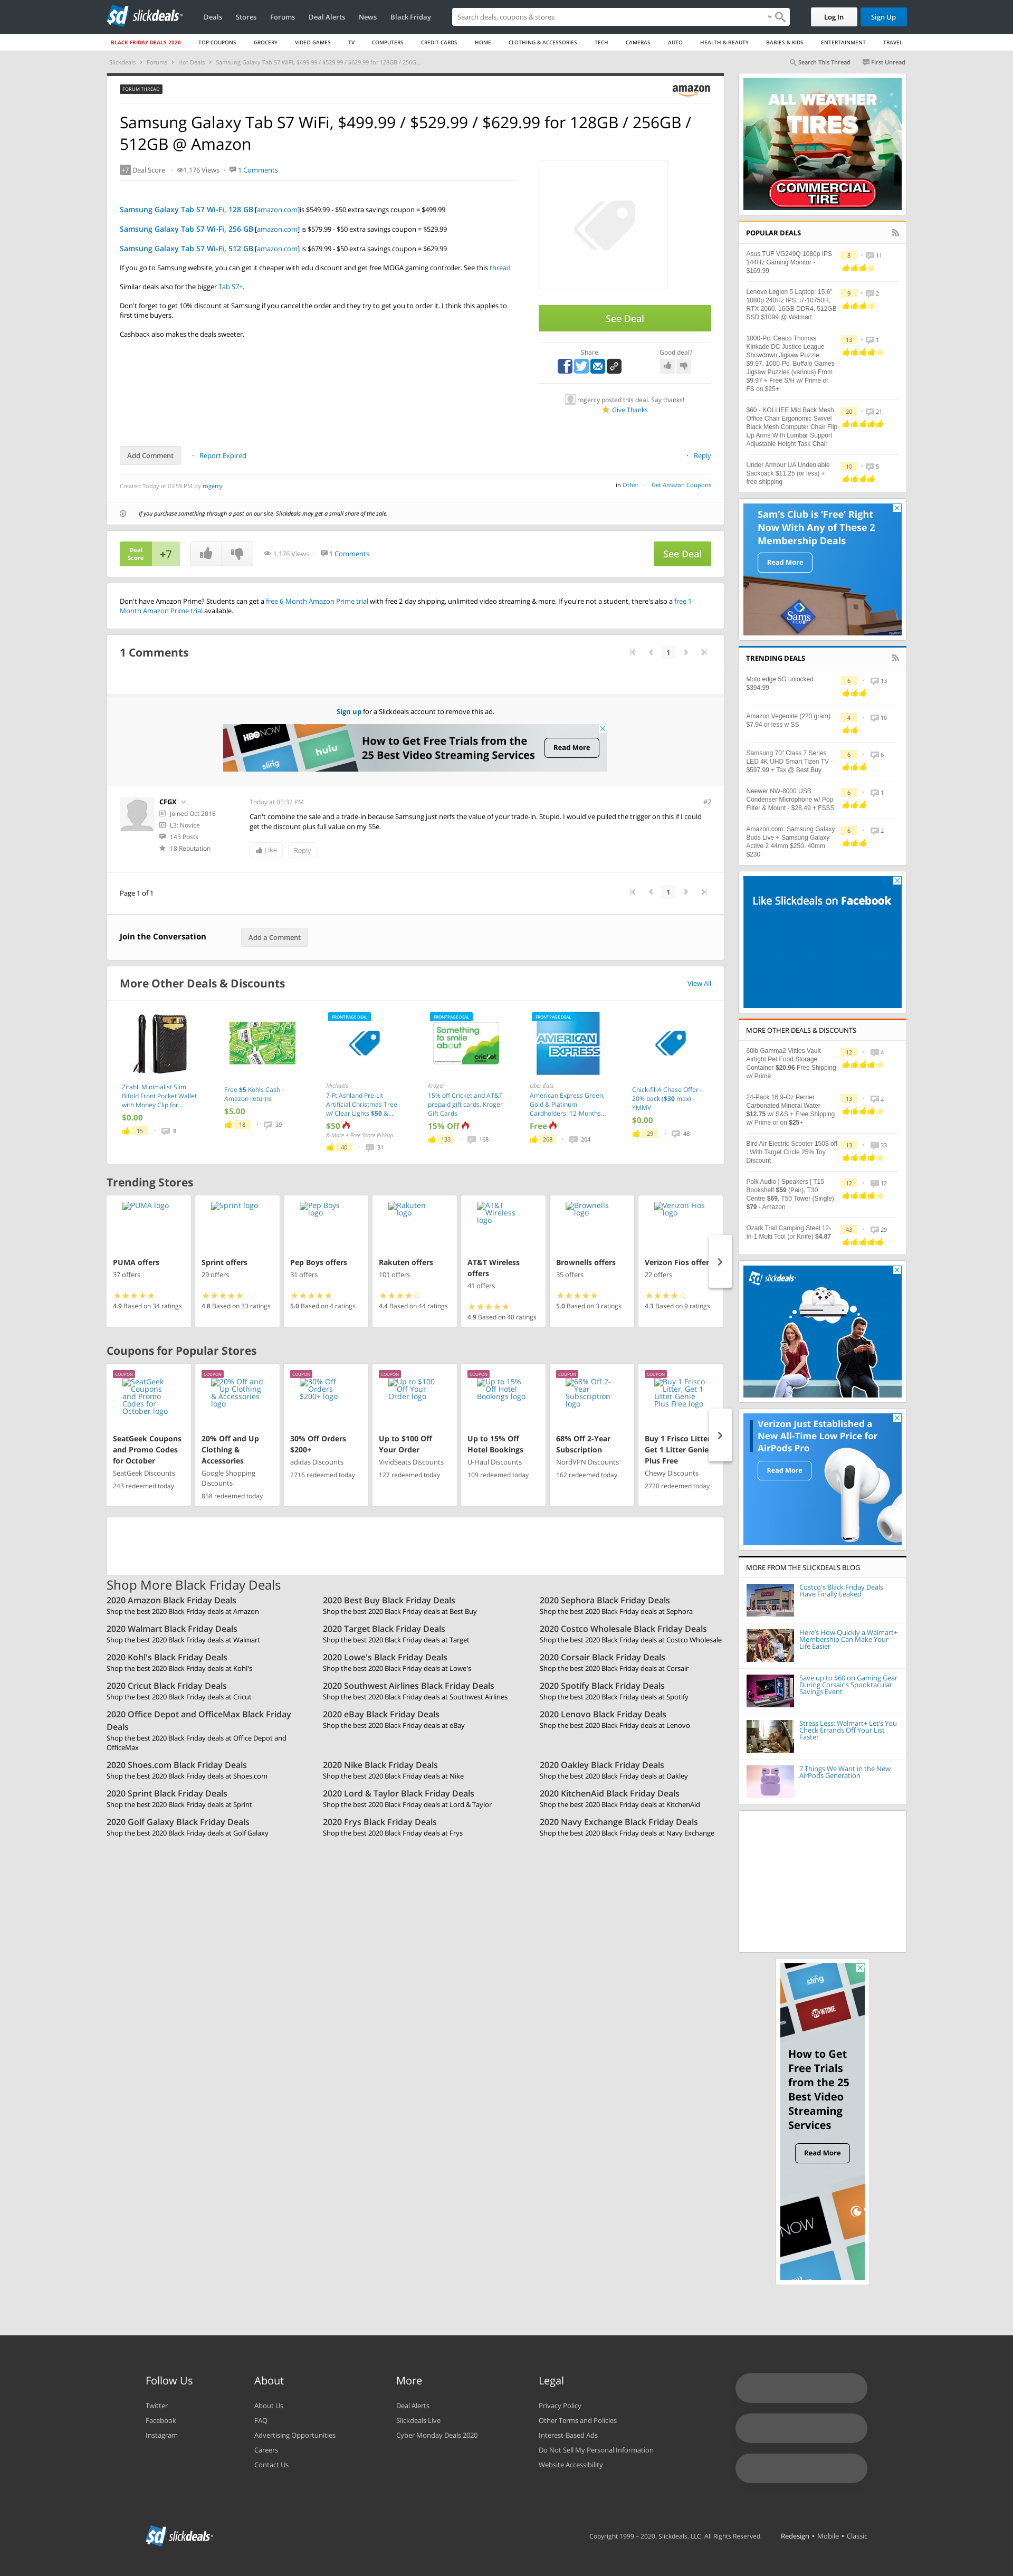 slickdeals
Deals Stores Forums Deal Alerts News Black Friday
Search deals, coupons & stores
Log In Sign Up
BLACK FRIDAY DEALS 2020 TOP COUPONS GROCERY VIDEO GAMES TV COMPUTERS CREDIT CARDS HOME CLOTHING & ACCESSORIES TECH CAMERAS AUTO HEALTH & BEAUTY BABIES & KIDS ENTERTAINMENT TRAVEL
Slickdeals > Forums > Hot Deals > Samsung Galaxy Tab S7 WiFi, $499.99 / $529.99 / $629.99 for 128GB / 256G...
Search This Thread First Unread
FORUM THREAD
amazon.com
Samsung Galaxy Tab S7 WiFi, $499.99 / $529.99 / $629.99 for 128GB / 256GB /
512GB @ Amazon
+7 Deal Score · 1,176 Views · 1 Comments
Samsung Galaxy Tab S7 Wi-Fi, 128 GB [amazon.com]is $549.99 - $50 extra savings coupon = $499.99
Samsung Galaxy Tab S7 Wi-Fi, 256 GB [amazon.com] is $579.99 - $50 extra savings coupon = $529.99
Samsung Galaxy Tab S7 Wi-Fi, 512 GB [amazon.com] is $679.99 - $50 extra savings coupon = $629.99
If you go to Samsung website, you can get it cheaper with edu discount and get free MOGA gaming controller. See this thread
Similar deals also for the bigger Tab S7+.
Don't forget to get 10% discount at Samsung if you cancel the order and they try to get you to order it. I think this applies to
first time buyers.
Cashback also makes the deals sweeter.
See Deal
Share Good deal?
rogercy posted this deal. Say thanks!
Give Thanks
Add Comment · Report Expired · Reply
Created Today at 03:59 PM by rogercy
in Other · Get Amazon Coupons
If you purchase something through a post on our site, Slickdeals may get a small share of the sale.
Deal
Score
+7
1,176 Views · 1 Comments
See Deal
Don't have Amazon Prime? Students can get a free 6-Month Amazon Prime trial with free 2-day shipping, unlimited video streaming & more. If you're not a student, there's also a free 1-
Month Amazon Prime trial available.
1 Comments
1
Sign up for a Slickdeals account to remove this ad.
HBO NOW
sling
hulu
How to Get Free Trials from the
25 Best Video Streaming Services
Read More
CFGX
Joined Oct 2016
L3: Novice
143 Posts
18 Reputation
Today at 05:32 PM
#2
Can't combine the sale and a trade-in because Samsung just nerfs the value of your trade-in. Stupid. I would've pulled the trigger on this if I could
get the discount plus full value on my S5e.
Like Reply
Page 1 of 1
1
Join the Conversation
Add a Comment
More Other Deals & Discounts
View All
Zitahli Minimalist Slim
Bifold Front Pocket Wallet
with Money Clip for...
$0.00
15 · 8
Free $5 Kohls Cash -
Amazon returns
$5.00
18 · 39
FRONTPAGE DEAL
Michaels
7-Ft Ashland Pre-Lit
Artificial Christmas Tree
w/ Clear Lights $50 &...
$50
& More + Free Store Pickup
40 · 31
FRONTPAGE DEAL
Something
to smile
about
cricket
Kroger
15% off Cricket and AT&T
prepaid gift cards, Kroger
Gift Cards
15% Off
133 · 168
FRONTPAGE DEAL
AMERICAN
EXPRESS
Uber Eats
American Express Green,
Gold & Platinum
Cardholders: 12-Months...
Free
268 · 204
Chick-fil-A Chase Offer -
20% back ($30 max) -
YMMV
$0.00
29 · 48
Trending Stores
PUMA logo
PUMA offers
37 offers
4.9 Based on 34 ratings
Sprint logo
Sprint offers
29 offers
4.8 Based on 33 ratings
Pep Boys
logo
Pep Boys offers
31 offers
5.0 Based on 4 ratings
Rakuten
logo
Rakuten offers
101 offers
4.4 Based on 44 ratings
AT&T
Wireless
logo
AT&T Wireless
offers
41 offers
4.9 Based on 40 ratings
Brownells
logo
Brownells offers
35 offers
5.0 Based on 3 ratings
Verizon Fios
logo
Verizon Fios offer
22 offers
4.3 Based on 9 ratings
Coupons for Popular Stores
COUPON
SeatGeek
Coupons
and Promo
Codes for
October logo
SeatGeek Coupons
and Promo Codes
for October
SeatGeek Discounts
243 redeemed today
COUPON
20% Off and
Up Clothing
& Accessories
logo
20% Off and Up
Clothing &
Accessories
Google Shopping
Discounts
858 redeemed today
COUPON
30% Off
Orders
$200+ logo
30% Off Orders
$200+
adidas Discounts
2716 redeemed today
COUPON
Up to $100
Off Your
Order logo
Up to $100 Off
Your Order
VividSeats Discounts
127 redeemed today
COUPON
Up to 15%
Off Hotel
Bookings logo
Up to 15% Off
Hotel Bookings
U-Haul Discounts
109 redeemed today
COUPON
68% Off 2-
Year
Subscription
logo
68% Off 2-Year
Subscription
NordVPN Discounts
162 redeemed today
COUPON
Buy 1 Frisco
Litter, Get 1
Litter Genie
Plus Free logo
Buy 1 Frisco Litter
Get 1 Litter Genie
Plus Free
Chewy Discounts
2720 redeemed today
Shop More Black Friday Deals
2020 Amazon Black Friday Deals
Shop the best 2020 Black Friday deals at Amazon
2020 Best Buy Black Friday Deals
Shop the best 2020 Black Friday deals at Best Buy
2020 Sephora Black Friday Deals
Shop the best 2020 Black Friday deals at Sephora
2020 Walmart Black Friday Deals
Shop the best 2020 Black Friday deals at Walmart
2020 Target Black Friday Deals
Shop the best 2020 Black Friday deals at Target
2020 Costco Wholesale Black Friday Deals
Shop the best 2020 Black Friday deals at Costco Wholesale
2020 Kohl's Black Friday Deals
Shop the best 2020 Black Friday deals at Kohl's
2020 Lowe's Black Friday Deals
Shop the best 2020 Black Friday deals at Lowe's
2020 Corsair Black Friday Deals
Shop the best 2020 Black Friday deals at Corsair
2020 Cricut Black Friday Deals
Shop the best 2020 Black Friday deals at Cricut
2020 Southwest Airlines Black Friday Deals
Shop the best 2020 Black Friday deals at Southwest Airlines
2020 Spotify Black Friday Deals
Shop the best 2020 Black Friday deals at Spotify
2020 Office Depot and OfficeMax Black Friday
Deals
Shop the best 2020 Black Friday deals at Office Depot and
OfficeMax
2020 eBay Black Friday Deals
Shop the best 2020 Black Friday deals at eBay
2020 Lenovo Black Friday Deals
Shop the best 2020 Black Friday deals at Lenovo
2020 Shoes.com Black Friday Deals
Shop the best 2020 Black Friday deals at Shoes.com
2020 Nike Black Friday Deals
Shop the best 2020 Black Friday deals at Nike
2020 Oakley Black Friday Deals
Shop the best 2020 Black Friday deals at Oakley
2020 Sprint Black Friday Deals
Shop the best 2020 Black Friday deals at Sprint
2020 Lord & Taylor Black Friday Deals
Shop the best 2020 Black Friday deals at Lord & Taylor
2020 KitchenAid Black Friday Deals
Shop the best 2020 Black Friday deals at KitchenAid
2020 Golf Galaxy Black Friday Deals
Shop the best 2020 Black Friday deals at Golf Galaxy
2020 Frys Black Friday Deals
Shop the best 2020 Black Friday deals at Frys
2020 Navy Exchange Black Friday Deals
Shop the best 2020 Black Friday deals at Navy Exchange
ALL WEATHER
TIRES
COMMERCIAL
TIRE
POPULAR DEALS
Asus TUF VG249Q 1080p IPS
144Hz Gaming Monitor -
$169.99
8 · 11
Lenovo Legion 5 Laptop: 15.6"
1080p 240Hz IPS, i7-10750H,
RTX 2060, 16GB DDR4, 512GB
SSD $1099 @ Walmart
9 · 2
1000-Pc. Ceaco Thomas
Kinkade DC Justice League
Showdown Jigsaw Puzzle
$9.97, 1000-Pc. Buffalo Games
Jigsaw Puzzles (various) From
$9.97 + Free S/H w/ Prime or
FS on $25+
13 · 1
$60 - KOLLIEE Mid Back Mesh
Office Chair Ergonomic Swivel
Black Mesh Computer Chair Flip
Up Arms With Lumbar Support
Adjustable Height Task Chair
20 · 21
Under Armour UA Undeniable
Sackpack $11.25 (or less) +
free shipping
10 · 5
Sam's Club is 'Free' Right
Now With Any of These 2
Membership Deals
Read More
Sam's
CLUB
TRENDING DEALS
Moto edge 5G unlocked
$394.99
6 · 13
Amazon Vegemite (220 gram)
$7.94 or less w SS
4 · 10
Samsung 70" Class 7 Series
LED 4K UHD Smart Tizen TV -
$597.99 + Tax @ Best Buy
6 · 6
Neewer NW-8000 USB
Condenser Microphone w/ Pop
Filter & Mount - $28.49 + FSSS
6 · 1
Amazon.com: Samsung Galaxy
Buds Live + Samsung Galaxy
Active 2 44mm $250. 40mm
$230
6 · 2
Like Slickdeals on Facebook
MORE OTHER DEALS & DISCOUNTS
60lb Gamma2 Vittles Vault
Airtight Pet Food Storage
Container $20.96 Free Shipping
w/ Prime
12 · 4
24-Pack 16.9-Oz Perrier
Carbonated Mineral Water
$12.75 w/ S&S + Free Shipping
w/ Prime or on $25+
13 · 2
Bird Air Electric Scooter 150$ off
: With Target Circle 25% Toy
Discount
13 · 33
Polk Audio | Speakers | T15
Bookshelf $59 (Pair), T30
Centre $69, T50 Tower (Single)
$79 - Amazon
12 · 12
Ozark Trail Camping Steel 12-
In-1 Multi Tool (or Knife) $4.87
43 · 29
slickdeals
Verizon Just Established a
New All-Time Low Price for
AirPods Pro
Read More
MORE FROM THE SLICKDEALS BLOG
Costco's Black Friday Deals
Have Finally Leaked
Here's How Quickly a Walmart+
Membership Can Make Your
Life Easier
Save up to $60 on Gaming Gear
During Corsair's Spooktacular
Savings Event
Stress Less: Walmart+ Let's You
Check Errands Off Your List
Faster
7 Things We Want in the New
AirPods Generation
sling
SHOWTIME
How to Get
Free Trials
from the 25
Best Video
Streaming
Services
Read More
Follow Us
Twitter
Facebook
Instagram
About
About Us
FAQ
Advertising Opportunities
Careers
Contact Us
More
Deal Alerts
Slickdeals Live
Cyber Monday Deals 2020
Legal
Privacy Policy
Other Terms and Policies
Interest-Based Ads
Do Not Sell My Personal Information
Website Accessibility
slickdeals
Copyright 1999 – 2020. Slickdeals, LLC. All Rights Reserved. Redesign • Mobile • Classic